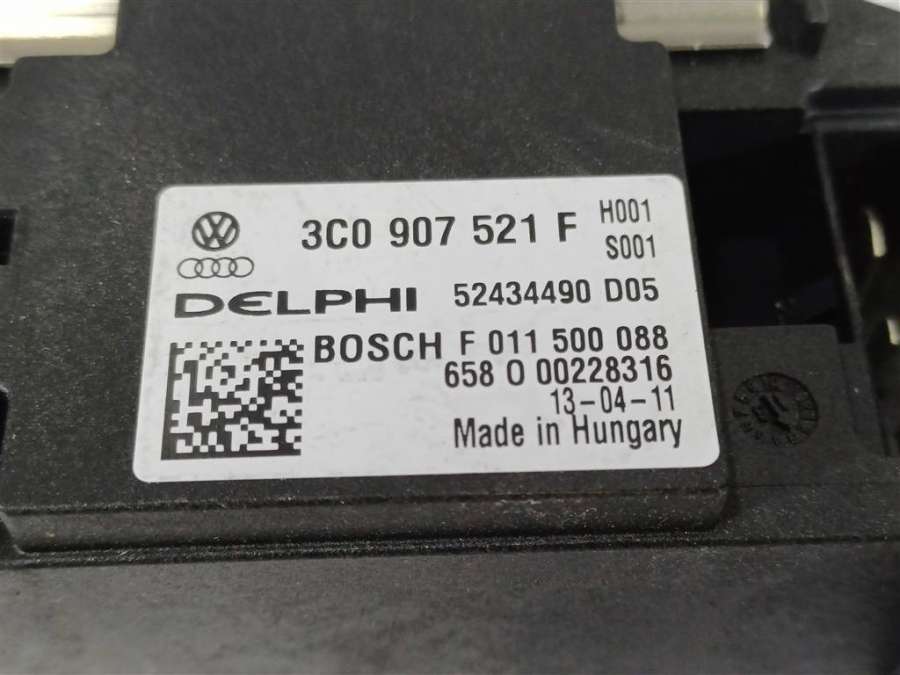 3C0 907 521 F H001
S001
DELPHI 52434490 D05
BOSCH F 011 500 088
658 0 00228316
13-04-11
Made in Hungary